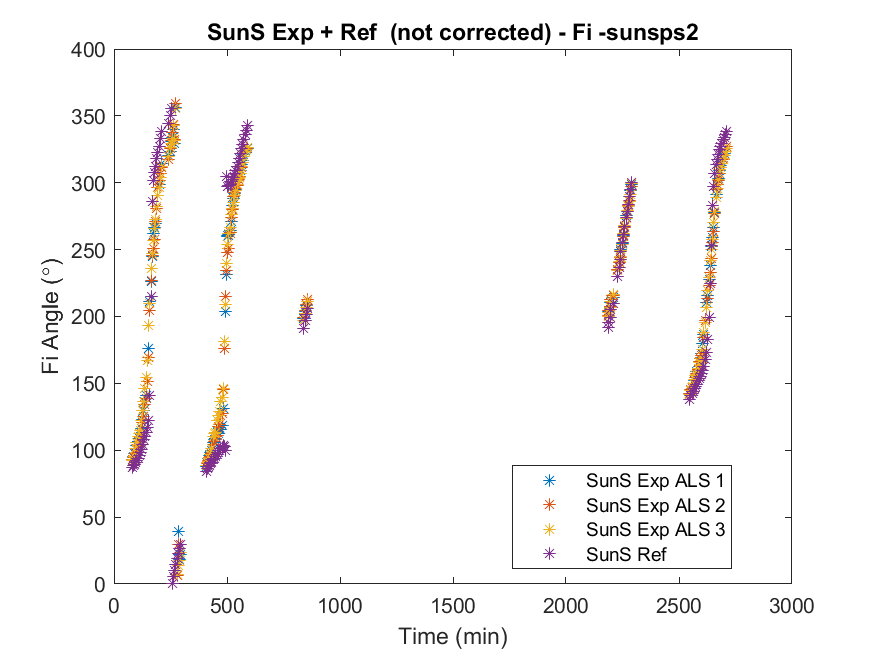 SunS Exp + Ref  (not corrected) - Fi -sunsps2
400
350
300
250
200
150
100
50
0
Fi Angle (°)
0 500 1000 1500 2000 2500 3000
Time (min)
SunS Exp ALS 1
SunS Exp ALS 2
SunS Exp ALS 3
SunS Ref